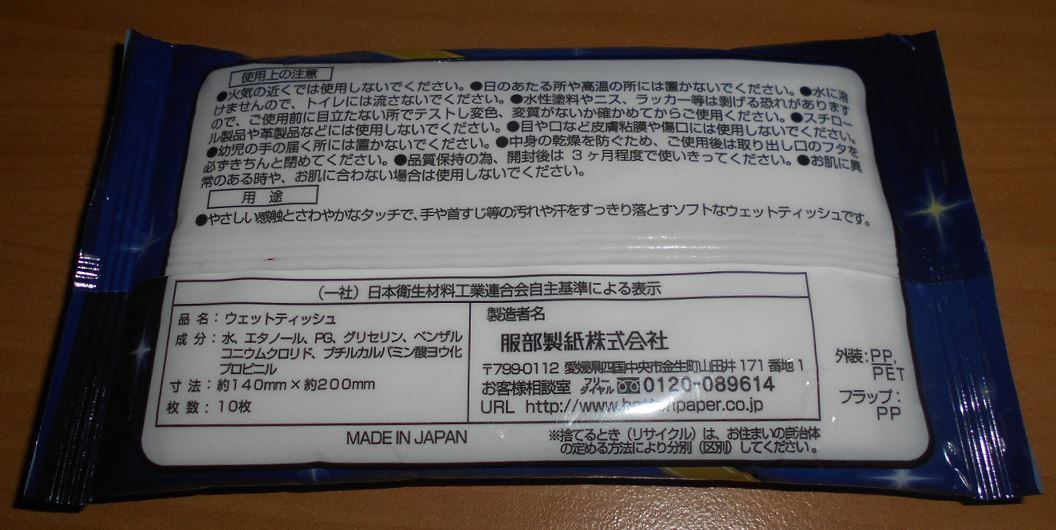 使用上の注意
●火気の近くでは使用しないでください。●日のあたる所や高温の所には置かないでください。●水に溶
けませんので、トイレには流さないでください。●水性塗料やニス、ラッカー等は剥げる恐れがあります
ので、ご使用前に目立たない所でテストし変色、変質がないか確かめてからご使用ください。●スチロー
ル製品や革製品などには使用しないでください。●目や口など皮膚粘膜や傷口には使用しないでください。
●幼児の手の届く所には置かないでください。●中身の乾燥を防ぐため、ご使用後は取り出し口のフタを
必ずきちんと閉めてください。●品質保持の為、開封後は3ヶ月程度で使いきってください。●お肌に異
常のある時や、お肌に合わない場合は使用しないでください。
用途
●やさしい感触とさわやかなタッチで、手や首すじ等の汚れや汗をすっきり落とすソフトなウェットティッシュです。
(一社)日本衛生材料工業連合会自主基準による表示
品名:ウェットティッシュ
成分:水、エタノール、PG、グリセリン、ベンザル
コニウムクロリド、ブチルカルバミン酸ヨウ化
プロピニル
寸法:約140mm×約200mm
枚数:10枚
製造者名
服部製紙株式会社
〒799-0112 愛媛県四国中央市金生町山田井171番地1
お客様相談室 フリーダイヤル 0120-089614
URL http://www.hattoripaper.co.jp
外装:PP,
PET
フラップ:
PP
MADE IN JAPAN
※捨てるとき(リサイクル)は、お住まいの自治体
の定める方法により分別(区別)してください。